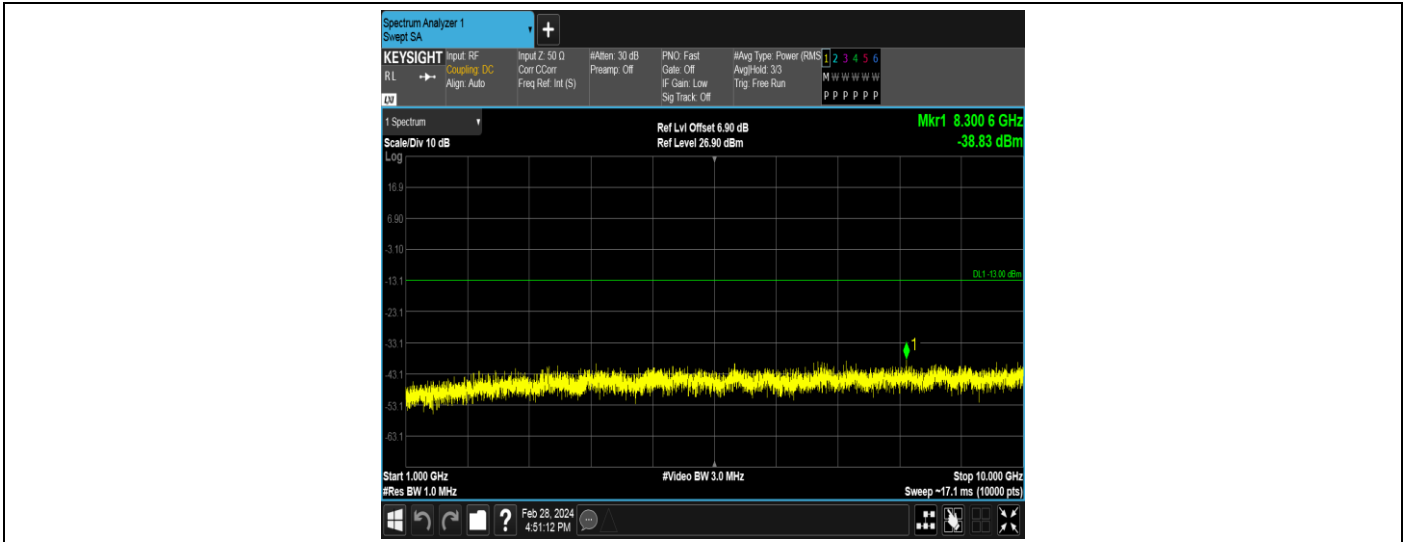 Spectrum Analyzer 1
Swept SA
+
KEYSIGHT
RL
LXI
Input: RF
Coupling: DC
Align: Auto
Input Z: 50 Ω
Corr CCorr
Freq Ref: Int (S)
#Atten: 30 dB
Preamp: Off
PNO: Fast
Gate: Off
IF Gain: Low
Sig Track: Off
#Avg Type: Power (RMS
Avg|Hold: 3/3
Trig: Free Run
1 2 3 4 5 6
M W W W W W
P P P P P P
1 Spectrum
Scale/Div 10 dB
Ref Lvl Offset 6.90 dB
Ref Level 26.90 dBm
Mkr1 8.300 6 GHz
-38.83 dBm
Log
16.9
6.90
-3.10
-13.1
-23.1
-33.1
-43.1
-53.1
-63.1
DL1 -13.00 dBm
1
Start 1.000 GHz
#Res BW 1.0 MHz
#Video BW 3.0 MHz
Stop 10.000 GHz
Sweep ~17.1 ms (10000 pts)
?
Feb 28, 2024
4:51:12 PM